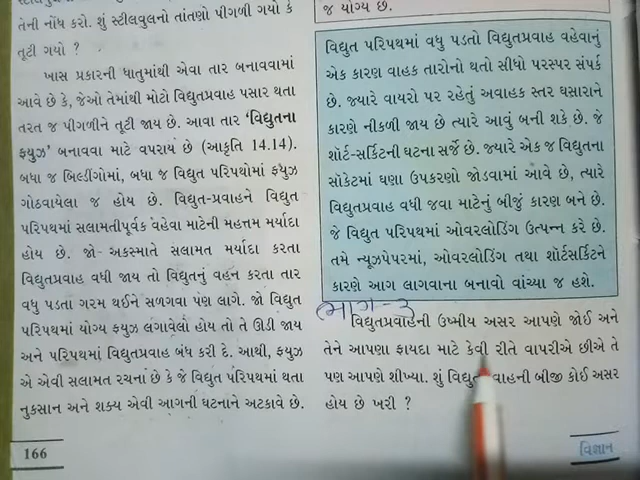 તેની નોંધ કરો. શું સ્ટીલવુલનો તાંતણો પીગળી ગયો કે
તૂટી ગયો ?
ખાસ પ્રકારની ધાતુમાંથી એવા તાર બનાવવામાં
આવે છે કે, જેઓ તેમાંથી મોટો વિદ્યુતપ્રવાહ પસાર થતા
તરત જ પીગળીને તૂટી જાય છે. આવા તાર ‘વિદ્યુતના
ફ્યુઝ’ બનાવવા માટે વપરાય છે (આકૃતિ 14.14).
બધા જ બિલ્ડીંગોમાં, બધા જ વિદ્યુત પરિપથોમાં ફ્યુઝ
ગોઠવાયેલા જ હોય છે. વિદ્યુત-પ્રવાહને વિદ્યુત
પરિપથમાં સલામતીપૂર્વક વહેવા માટેની મહત્તમ મર્યાદા
હોય છે. જો અકસ્માતે સલામત મર્યાદા કરતા
વિદ્યુતપ્રવાહ વધી જાય તો વિદ્યુતનું વહન કરતા તાર
વધુ પડતા ગરમ થઈને સળગવા પણ લાગે. જો વિદ્યુત
પરિપથમાં યોગ્ય ફ્યુઝ લગાવેલો હોય તો તે ઊડી જાય
અને પરિપથમાં વિદ્યુતપ્રવાહ બંધ કરી દે. આથી, ફ્યુઝ
એ એવી સલામત રચના છે કે જે વિદ્યુત પરિપથમાં થતા
નુકસાન અને શક્ય એવી આગની ઘટનાને અટકાવે છે.
166
જ યોગ્ય છે.
વિદ્યુત પરિપથમાં વધુ પડતો વિદ્યુતપ્રવાહ વહેવાનું
એક કારણ વાહક તારોનો થતો સીધો પરસ્પર સંપર્ક
છે. જ્યારે વાયરો પર રહેતું અવાહક સ્તર ઘસારાને
કારણે નીકળી જાય છે ત્યારે આવું બની શકે છે. જે
શૉર્ટ-સર્કિટની ઘટના સર્જે છે. જ્યારે એક જ વિદ્યુતના
સૉકેટમાં ઘણા ઉપકરણો જોડવામાં આવે છે, ત્યારે
વિદ્યુતપ્રવાહ વધી જવા માટેનું બીજું કારણ બને છે.
જે વિદ્યુત પરિપથમાં ઓવરલોડિંગ ઉત્પન્ન કરે છે.
તમે ન્યૂઝપેપરમાં, ઓવરલોડિંગ તથા શૉર્ટસર્કિટને
કારણે આગ લાગવાના બનાવો વાંચ્યા જ હશે.
ભાગ-૩
વિદ્યુતપ્રવાહની ઉષ્મીય અસર આપણે જોઈ અને
તેને આપણા ફાયદા માટે કેવી રીતે વાપરીએ છીએ તે
પણ આપણે શીખ્યા. શું વાહની બીજી કોઈ અસર
હોય છે ખરી ?
વિજ્ઞાન